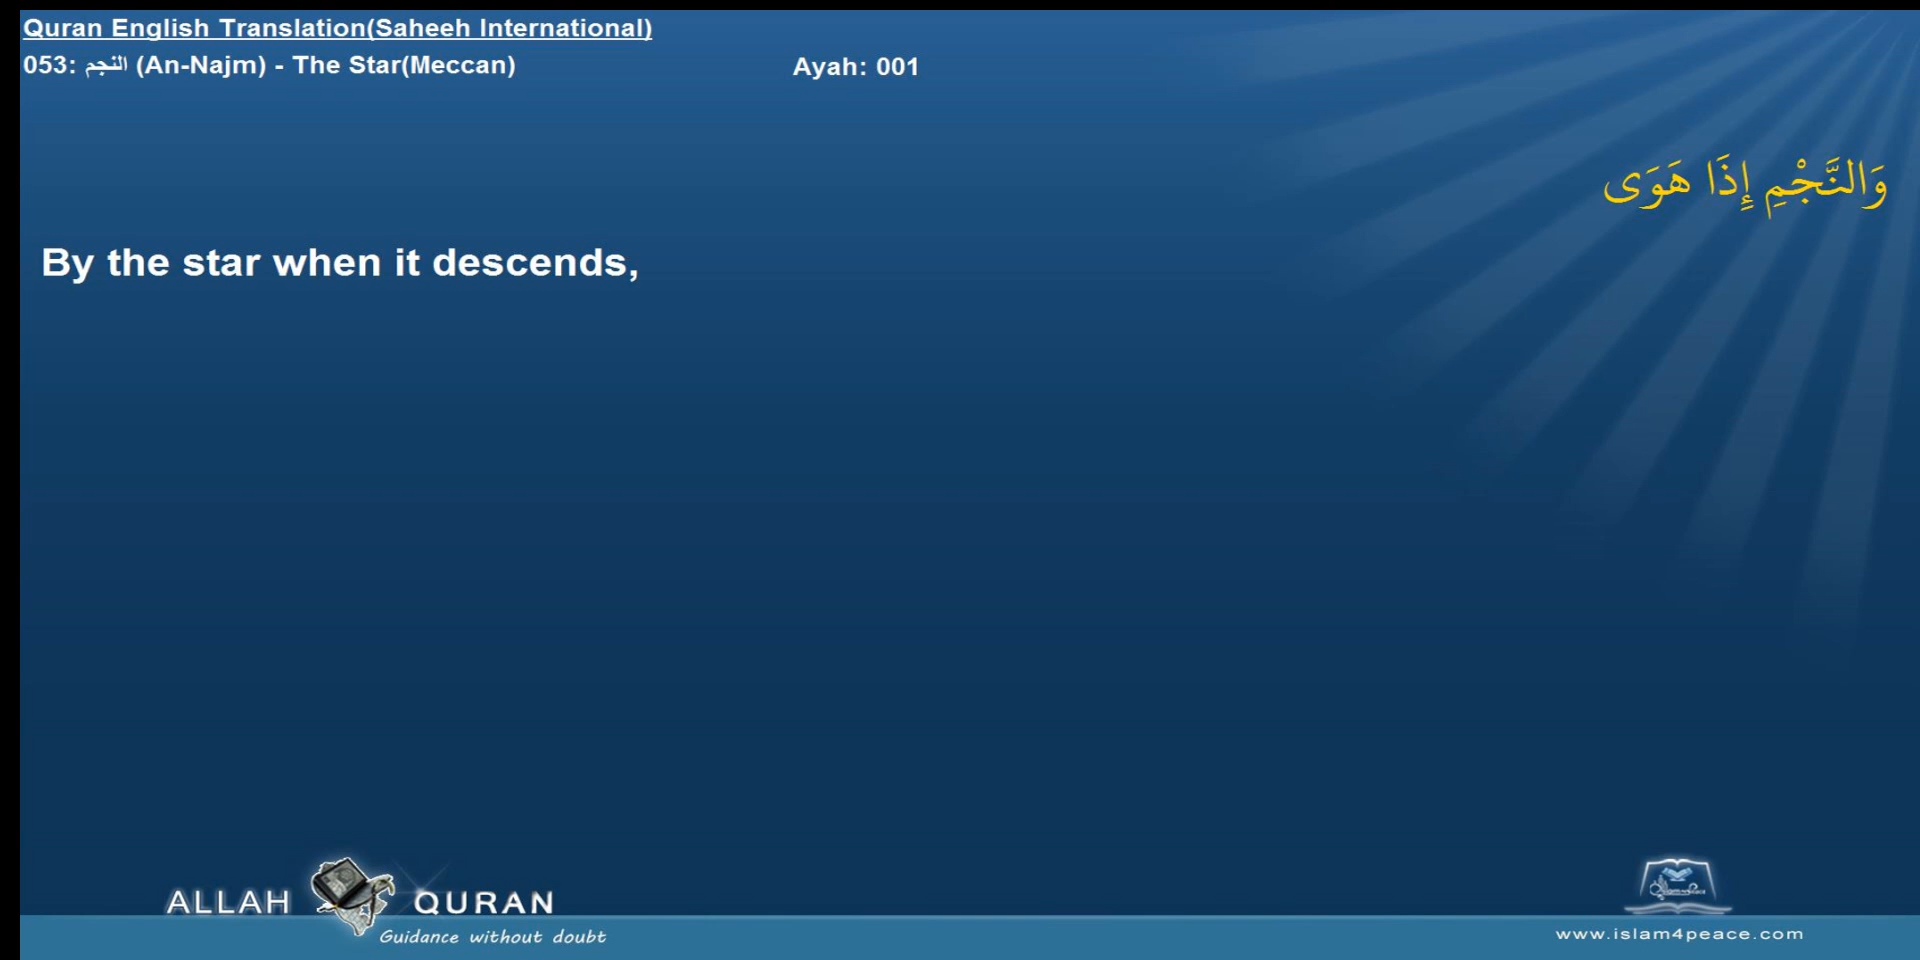 Quran English Translation(Saheeh International)
053: النجم (An-Najm) - The Star(Meccan)
Ayah: 001
وَالنَّجْمِ إِذَا هَوَى
By the star when it descends,
ALLAH QURAN
Guidance without doubt
www.islam4peace.com